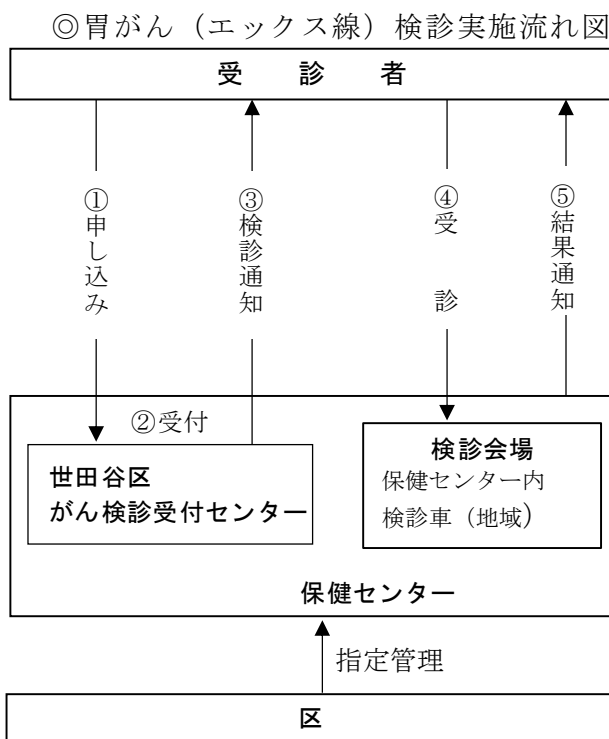 ◎胃がん（エックス線）検診実施流れ図
受　診　者
①申し込み
③検診通知
④受　診
⑤結果通知
②受付
世田谷区
がん検診受付センター
検診会場
保健センター内
検診車（地域）
保健センター
指定管理
区